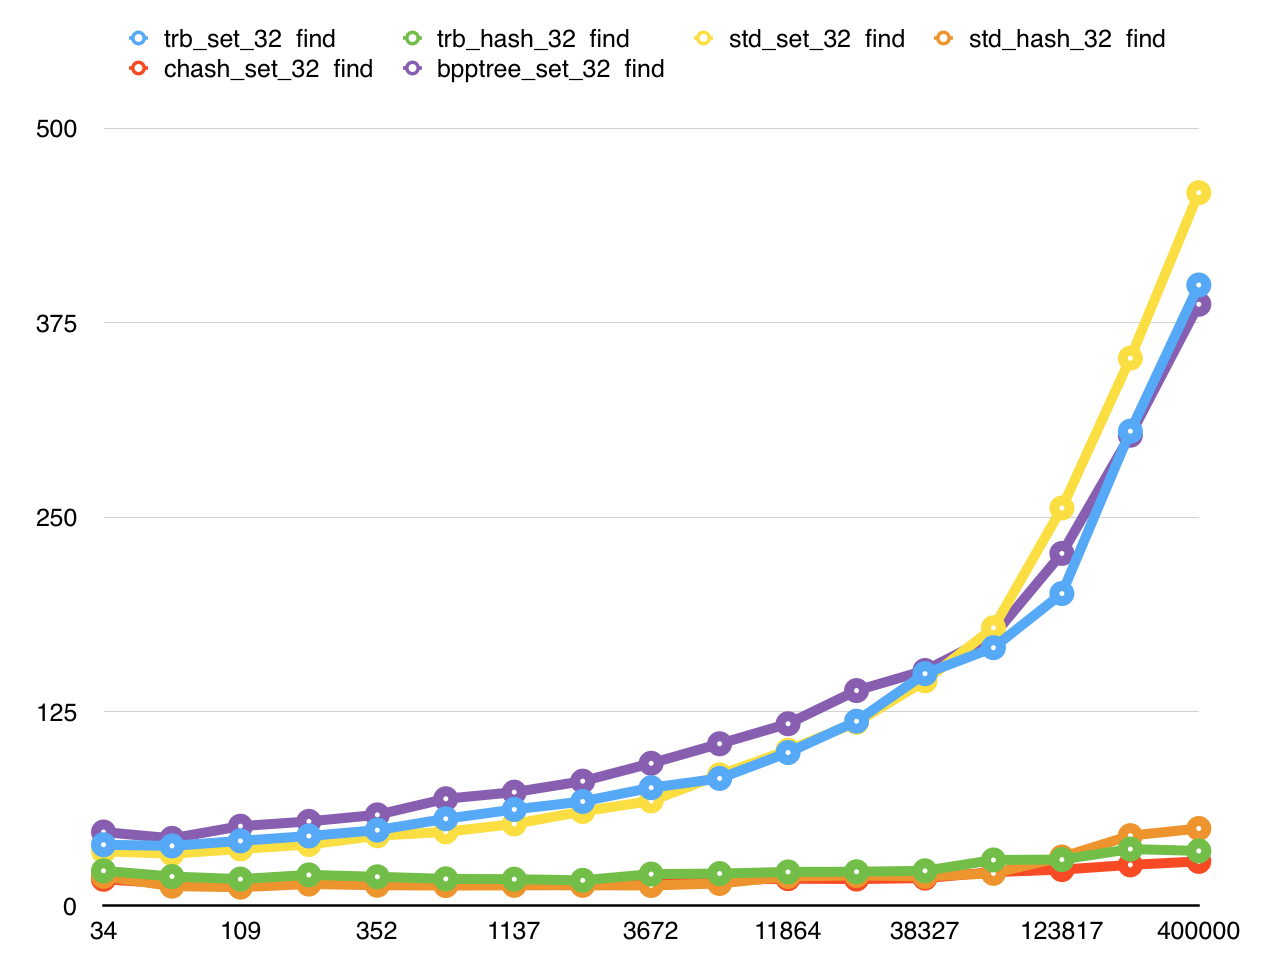 trb_set_32 find trb_hash_32 find std_set_32 find std_hash_32 find
chash_set_32 find bpptree_set_32 find
500
375
250
125
0
34 109 352 1137 3672 11864 38327 123817 400000